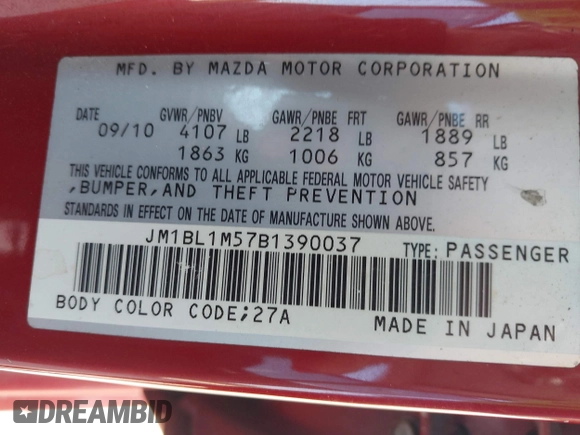 MFD. BY MAZDA MOTOR CORPORATION
DATE GVWR/PNBV GAWR/PNBE FRT GAWR/PNBE RR
09/10 4107 LB 2218 LB 1889 LB
1863 KG 1006 KG 857 KG
THIS VEHICLE CONFORMS TO ALL APPLICABLE FEDERAL MOTOR VEHICLE SAFETY
,BUMPER,AND THEFT PREVENTION
STANDARDS IN EFFECT ON THE DATE OF MANUFACTURE SHOWN ABOVE.
JM1BL1M57B1390037 TYPE: PASSENGER
BODY COLOR CODE;27A MADE IN JAPAN
DREAMBID